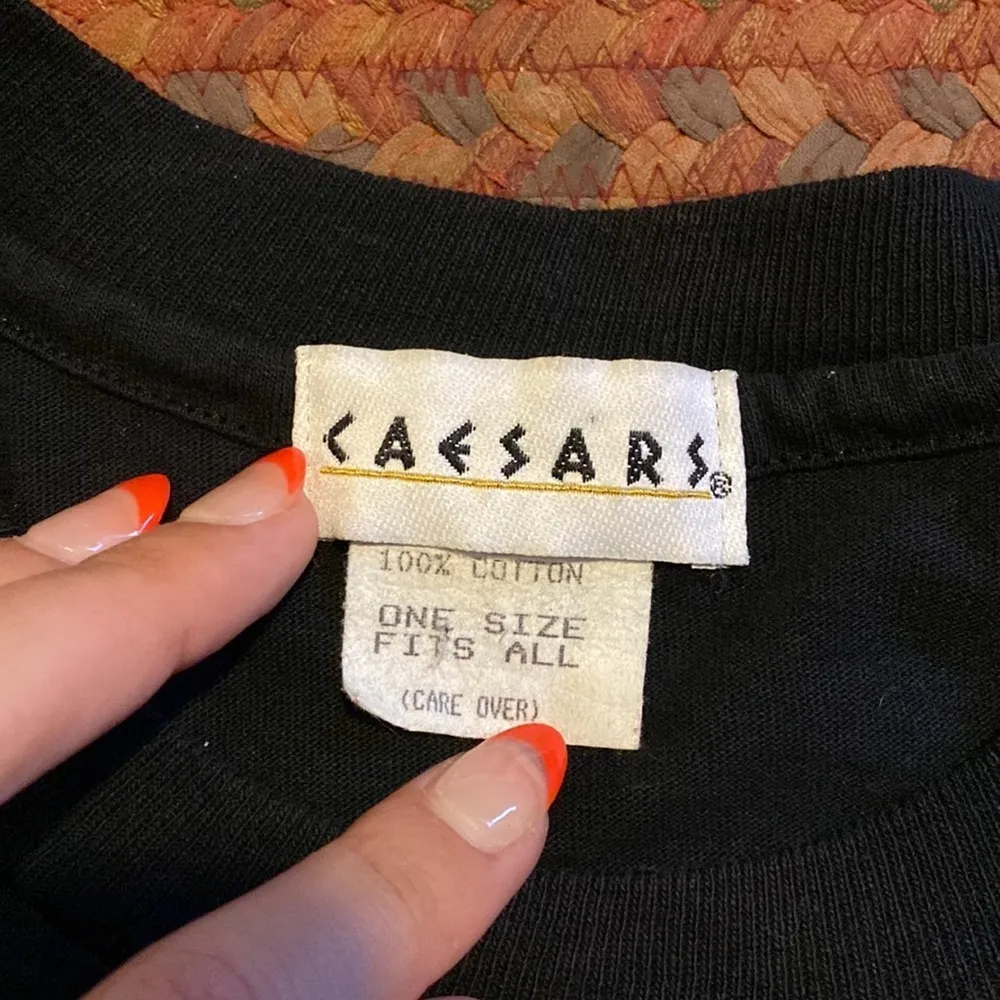 CAESARS®
100% COTTON
ONE SIZE
FITS ALL
(CARE OVER)